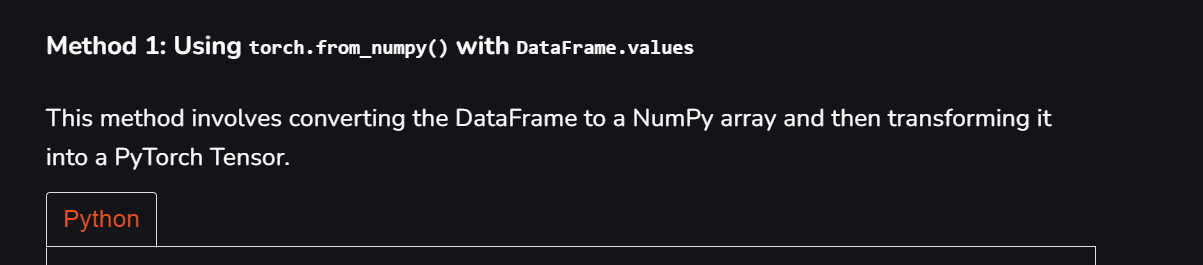 Method 1: Using torch.from_numpy() with DataFrame.values
This method involves converting the DataFrame to a NumPy array and then transforming it
into a PyTorch Tensor.
Python